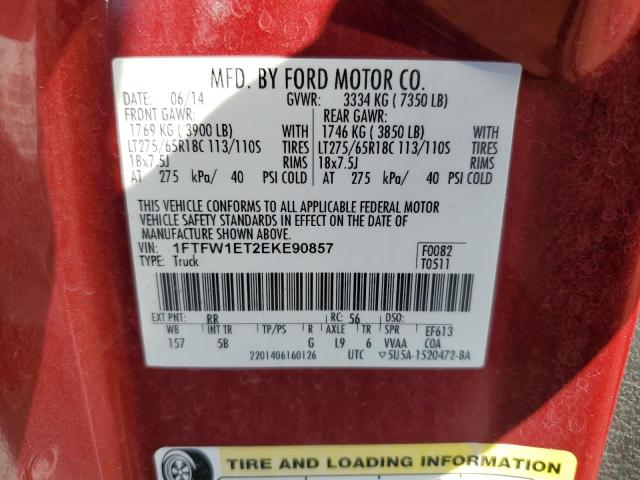 MFD. BY FORD MOTOR CO.
DATE: 06/14 GVWR: 3334 KG ( 7350 LB)
FRONT GAWR: REAR GAWR:
1769 KG ( 3900 LB) WITH 1746 KG ( 3850 LB) WITH
LT275/65R18C 113/110S TIRES LT275/65R18C 113/110S TIRES
18x7.5J RIMS 18x7.5J RIMS
AT 275 kPa/ 40 PSI COLD AT 275 kPa/ 40 PSI COLD
THIS VEHICLE CONFORMS TO ALL APPLICABLE FEDERAL MOTOR
VEHICLE SAFETY STANDARDS IN EFFECT ON THE DATE OF
MANUFACTURE SHOWN ABOVE.
VIN: 1FTFW1ET2EKE90857 F0082
TYPE: Truck T0511
EXT PNT: RR RC: 56 DSO:
WB INT TR TP/PS R AXLE TR SPR EF613
157 5B G L9 6 VVAA COA
2201406160126 UTC ▽5U5A-1520472-BA
TIRE AND LOADING INFORMATION